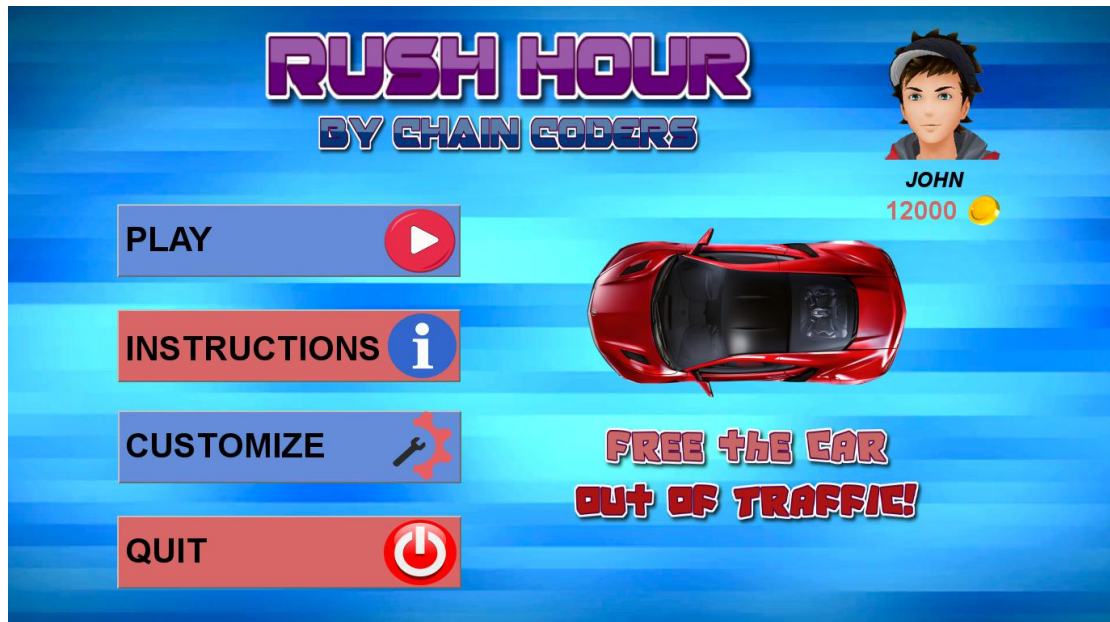 RUSH HOUR
BY CHAIN CODERS
JOHN
12000
PLAY
INSTRUCTIONS
CUSTOMIZE
QUIT
FREE the CAR
OUt OF TRAFFIC!